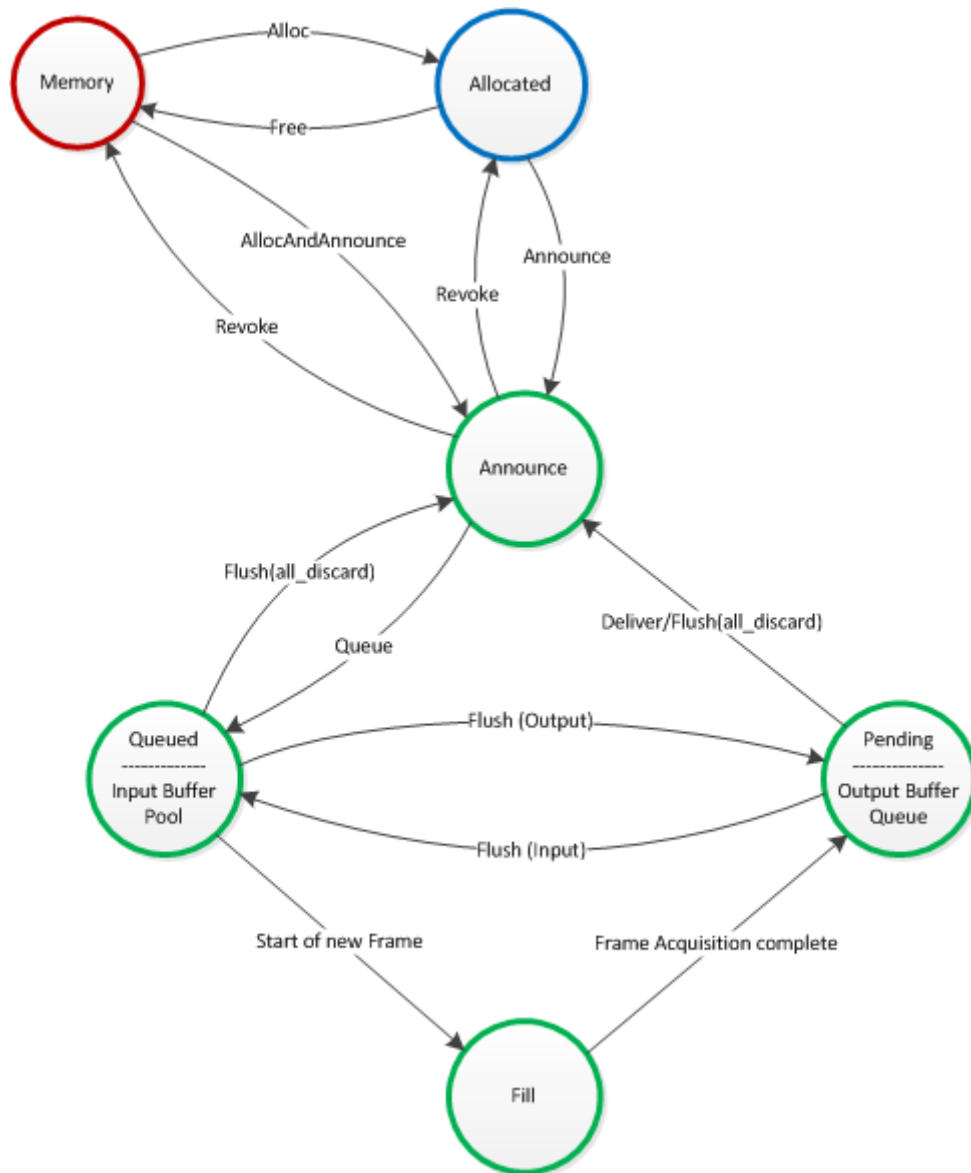 Alloc
Memory
Allocated
Free
AllocAndAnnounce
Announce
Revoke
Revoke
Announce
Flush(all_discard)
Deliver/Flush(all_discard)
Queue
Flush (Output)
Queued
--------------
Input Buffer
Pool
Pending
---------------
Output Buffer
Queue
Flush (Input)
Start of new Frame
Frame Acquisition complete
Fill